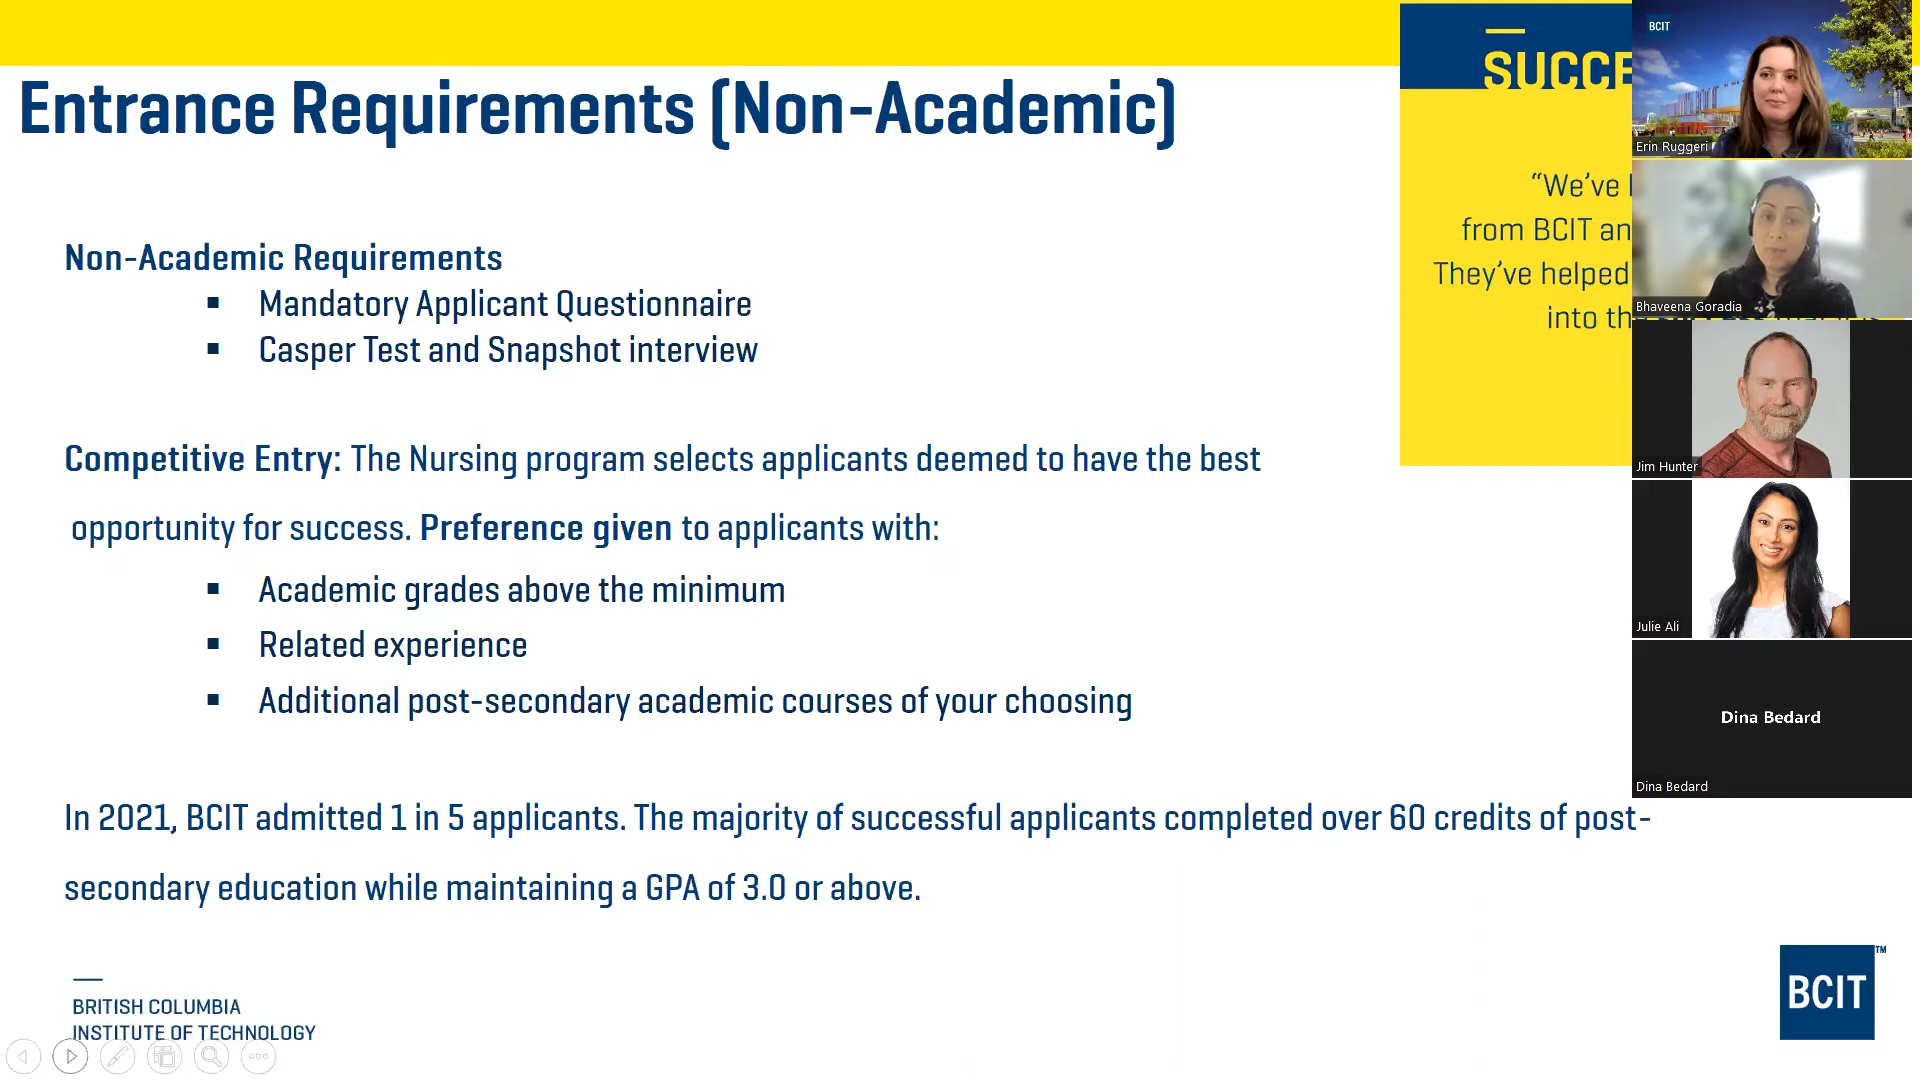 Entrance Requirements (Non-Academic)
Non-Academic Requirements
▪ Mandatory Applicant Questionnaire
▪ Casper Test and Snapshot interview
Competitive Entry: The Nursing program selects applicants deemed to have the best
opportunity for success. Preference given to applicants with:
▪ Academic grades above the minimum
▪ Related experience
▪ Additional post-secondary academic courses of your choosing
In 2021, BCIT admitted 1 in 5 applicants. The majority of successful applicants completed over 60 credits of post-
secondary education while maintaining a GPA of 3.0 or above.
BRITISH COLUMBIA
INSTITUTE OF TECHNOLOGY
SUCCE
“We’ve
from BCIT an
They’ve helped
into th
BCIT
Erin Ruggeri
Bhaveena Goradia
Jim Hunter
Julie Ali
Dina Bedard
Dina Bedard
BCIT™